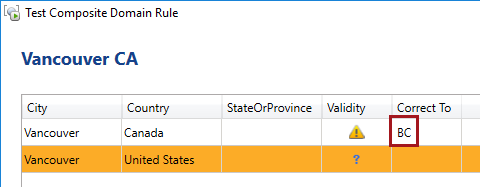 Test Composite Domain Rule
Vancouver CA
City Country StateOrProvince Validity Correct To
Vancouver Canada BC
Vancouver United States ?